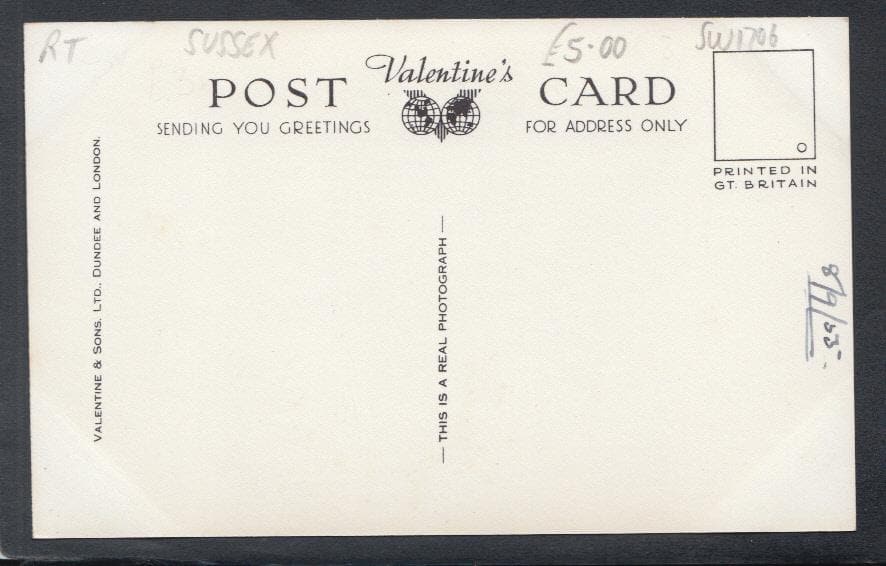 RT SUSSEX £5.00 SW1706
Valentine's
POST CARD
SENDING YOU GREETINGS FOR ADDRESS ONLY
O
PRINTED IN
GT. BRITAIN
VALENTINE & SONS. LTD., DUNDEE AND LONDON.
— THIS IS A REAL PHOTOGRAPH —